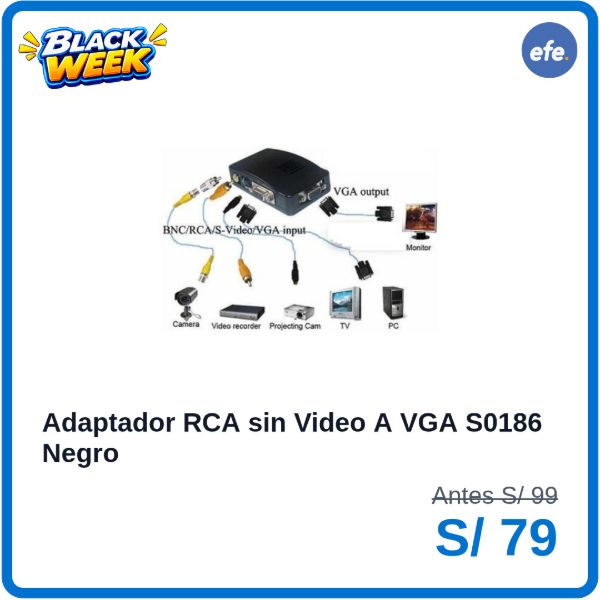 BLACK
WEEK
efe.
VGA output
BNC/RCA/S-Video/VGA input
Monitor
Camera
Video recorder
Projecting Cam
TV
PC
Adaptador RCA sin Video A VGA S0186
Negro
Antes S/ 99
S/ 79